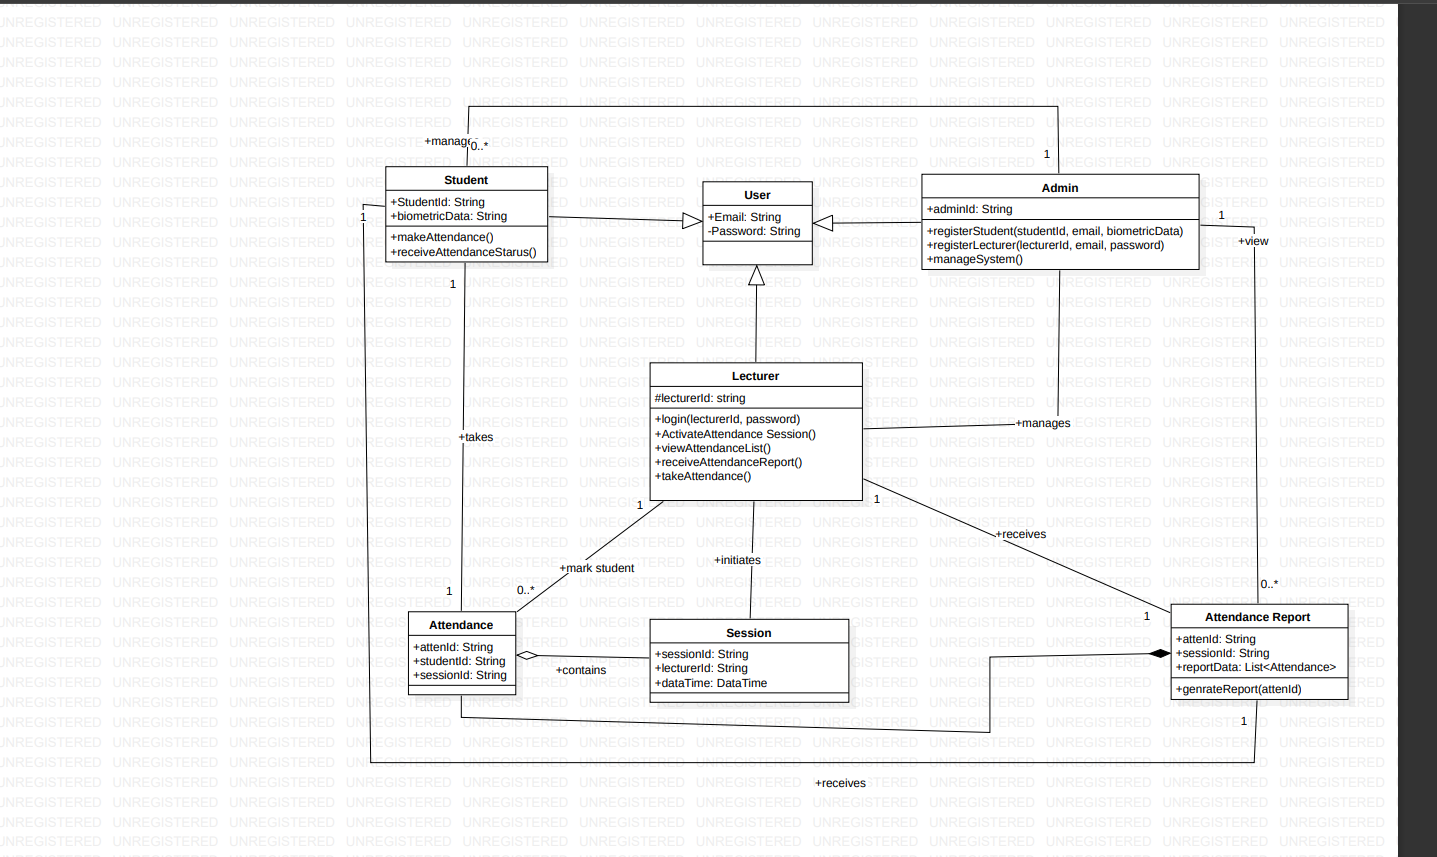 +manage
0..*
1
Student
+StudentId: String
+biometricData: String
+makeAttendance()
+receiveAttendanceStarus()
1
1
User
+Email: String
-Password: String
Admin
+adminId: String
+registerStudent(studentId, email, biometricData)
+registerLecturer(lecturerId, email, password)
+manageSystem()
1
+view
Lecturer
#lecturerId: string
+login(lecturerId, password)
+ActivateAttendance Session()
+viewAttendanceList()
+receiveAttendanceReport()
+takeAttendance()
+manages
+takes
1
1
+receives
+initiates
+mark student
0..*
1
0..*
1
Attendance
+attenId: String
+studentId: String
+sessionId: String
+contains
Session
+sessionId: String
+lecturerId: String
+dataTime: DataTime
Attendance Report
+attenId: String
+sessionId: String
+reportData: List<Attendance>
+genrateReport(attenId)
1
+receives
UNREGISTERED